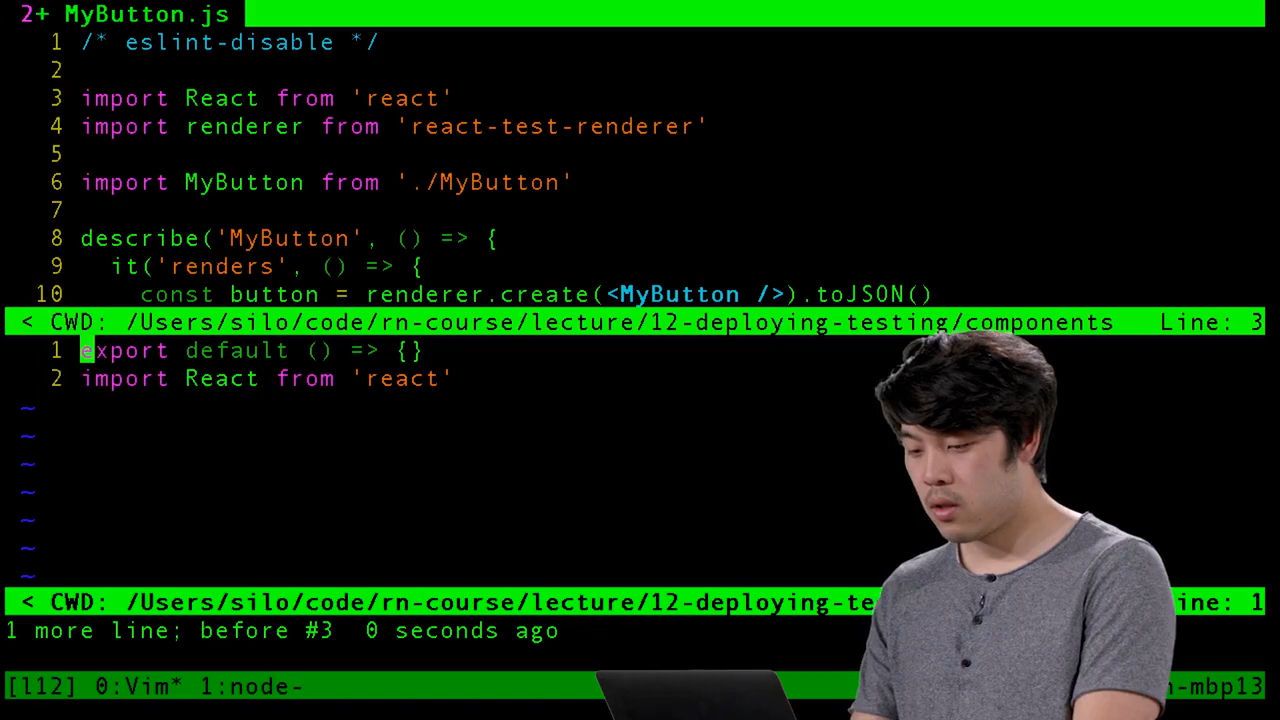 2+ MyButton.js
1 /* eslint-disable */
2
3 import React from 'react'
4 import renderer from 'react-test-renderer'
5
6 import MyButton from './MyButton'
7
8 describe('MyButton', () => {
9 it('renders', () => {
10 const button = renderer.create(<MyButton />).toJSON()
< CWD: /Users/silo/code/rn-course/lecture/12-deploying-testing/components Line: 3
1 export default () => {}
2 import React from 'react'
~
~
~
~
~
~
~
< CWD: /Users/silo/code/rn-course/lecture/12-deploying-te ine: 1
1 more line; before #3 0 seconds ago
[l12] 0:Vim* 1:node- -mbp13